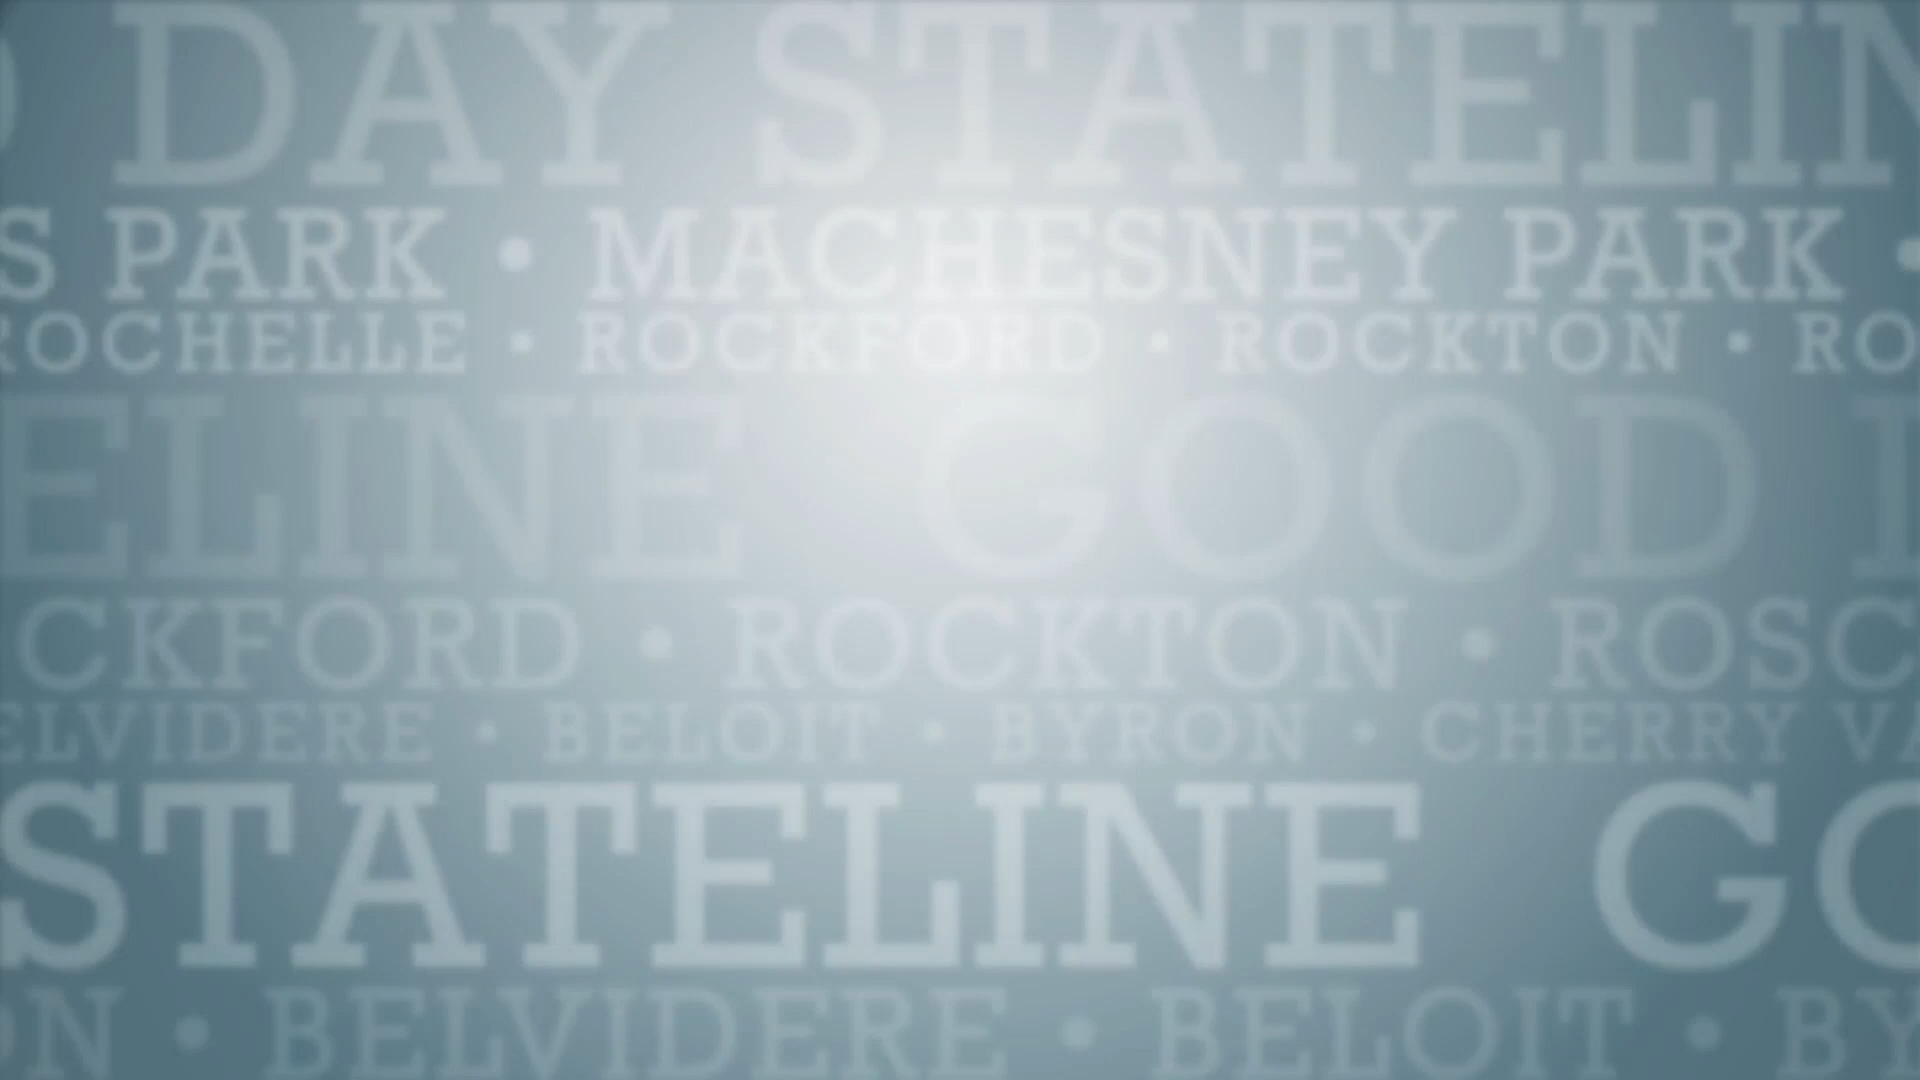 DAY STATELIN
S PARK • MACHESNEY PARK •
ROCHELLE • ROCKFORD • ROCKTON • RO
ELINE GOOD D
CKFORD • ROCKTON • ROSC
ELVIDERE • BELOIT • BYRON • CHERRY VA
STATELINE GO
ON • BELVIDERE • BELOIT • BY